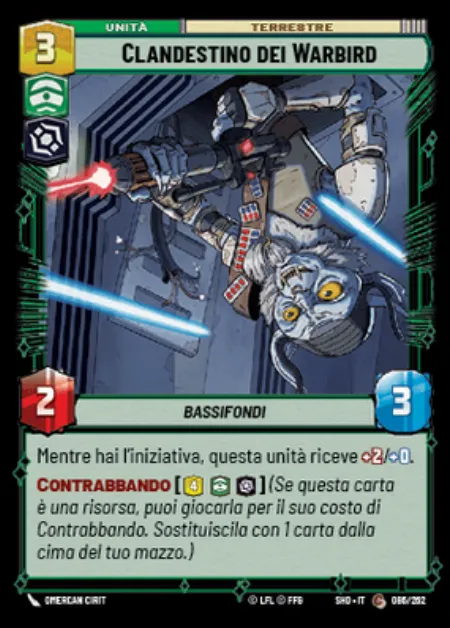 UNITÀ
TERRESTRE
3
CLANDESTINO DEI WARBIRD
2
BASSIFONDI
3
Mentre hai l'iniziativa, questa unità riceve +2/+0.
CONTRABBANDO [4] (Se questa carta
è una risorsa, puoi giocarla per il suo costo di
Contrabbando. Sostituiscila con 1 carta dalla
cima del tuo mazzo.)
OMERCAN CIRIT
© LFL © FFG
SHD • IT
C
096/262